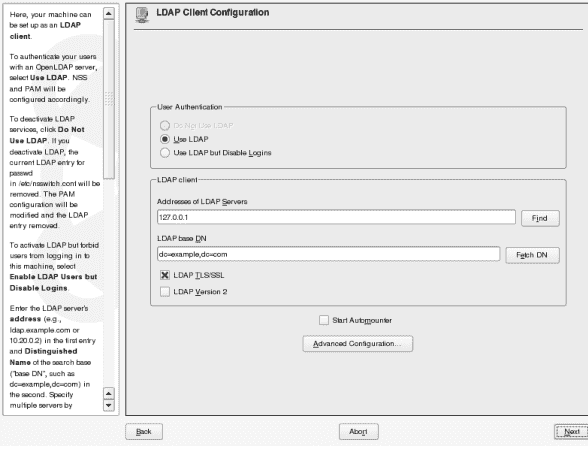 Here, your machine can
be set up as an LDAP
client.
To authenticate your users
with an OpenLDAP server,
select Use LDAP. NSS
and PAM will be
configured accordingly.
To deactivate LDAP
services, click Do Not
Use LDAP. If you
deactivate LDAP, the
current LDAP entry for
passwd
in /etc/nsswitch.conf will be
removed. The PAM
configuration will be
modified and the LDAP
entry removed.
To activate LDAP but forbid
users from logging in to
this machine, select
Enable LDAP Users but
Disable Logins.
Enter the LDAP server's
address (e.g.,
ldap.example.com or
10.20.0.2) in the first entry
and Distinguished
Name of the search base
("base DN", such as
dc=example,dc=com) in
the second. Specify
multiple servers by
LDAP Client Configuration
User Authentication
Do Not Use LDAP
Use LDAP
Use LDAP but Disable Logins
LDAP client
Addresses of LDAP Servers
127.0.0.1
Find
LDAP base DN
dc=example,dc=com
Fetch DN
LDAP TLS/SSL
LDAP Version 2
Start Automounter
Advanced Configuration...
Back
Abort
Next